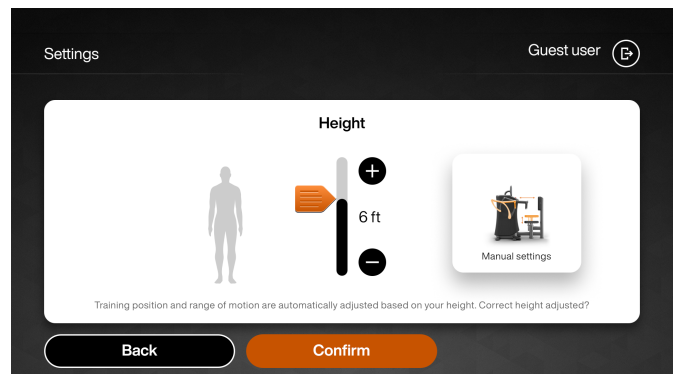 Settings
Guest user
Height
6 ft
Manual settings
Training position and range of motion are automatically adjusted based on your height. Correct height adjusted?
Back
Confirm